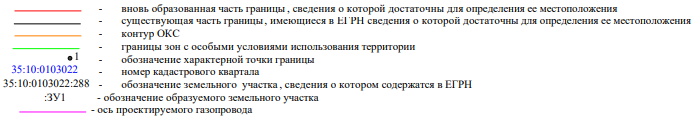 - вновь образованная часть границы, сведения о которой достаточны для определения ее местоположения
- существующая часть границы, имеющиеся в ЕГРН сведения о которой достаточны для определения ее местоположения
- контур ОКС
- границы зон с особыми условиями использования территории
1 - обозначение характерной точки границы
35:10:0103022 - номер кадастрового квартала
35:10:0103022:288 - обозначение земельного участка, сведения о котором содержатся в ЕГРН
:ЗУ1 - обозначение образуемого земельного участка
- ось проектируемого газопровода